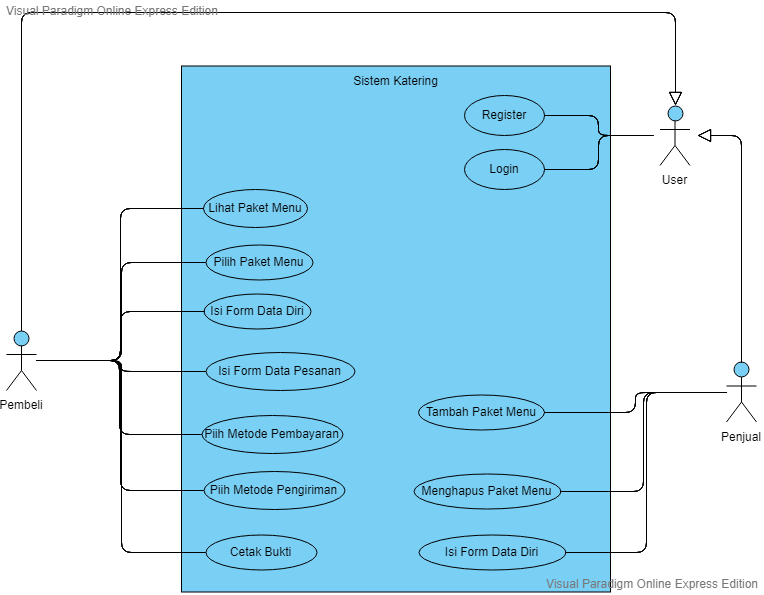 Visual Paradigm Online Express Edition
Sistem Katering
Register
Login
User
Lihat Paket Menu
Pilih Paket Menu
Isi Form Data Diri
Isi Form Data Pesanan
Pembeli
Tambah Paket Menu
Piih Metode Pembayaran
Penjual
Piih Metode Pengiriman
Menghapus Paket Menu
Cetak Bukti
Isi Form Data Diri
Visual Paradigm Online Express Edition